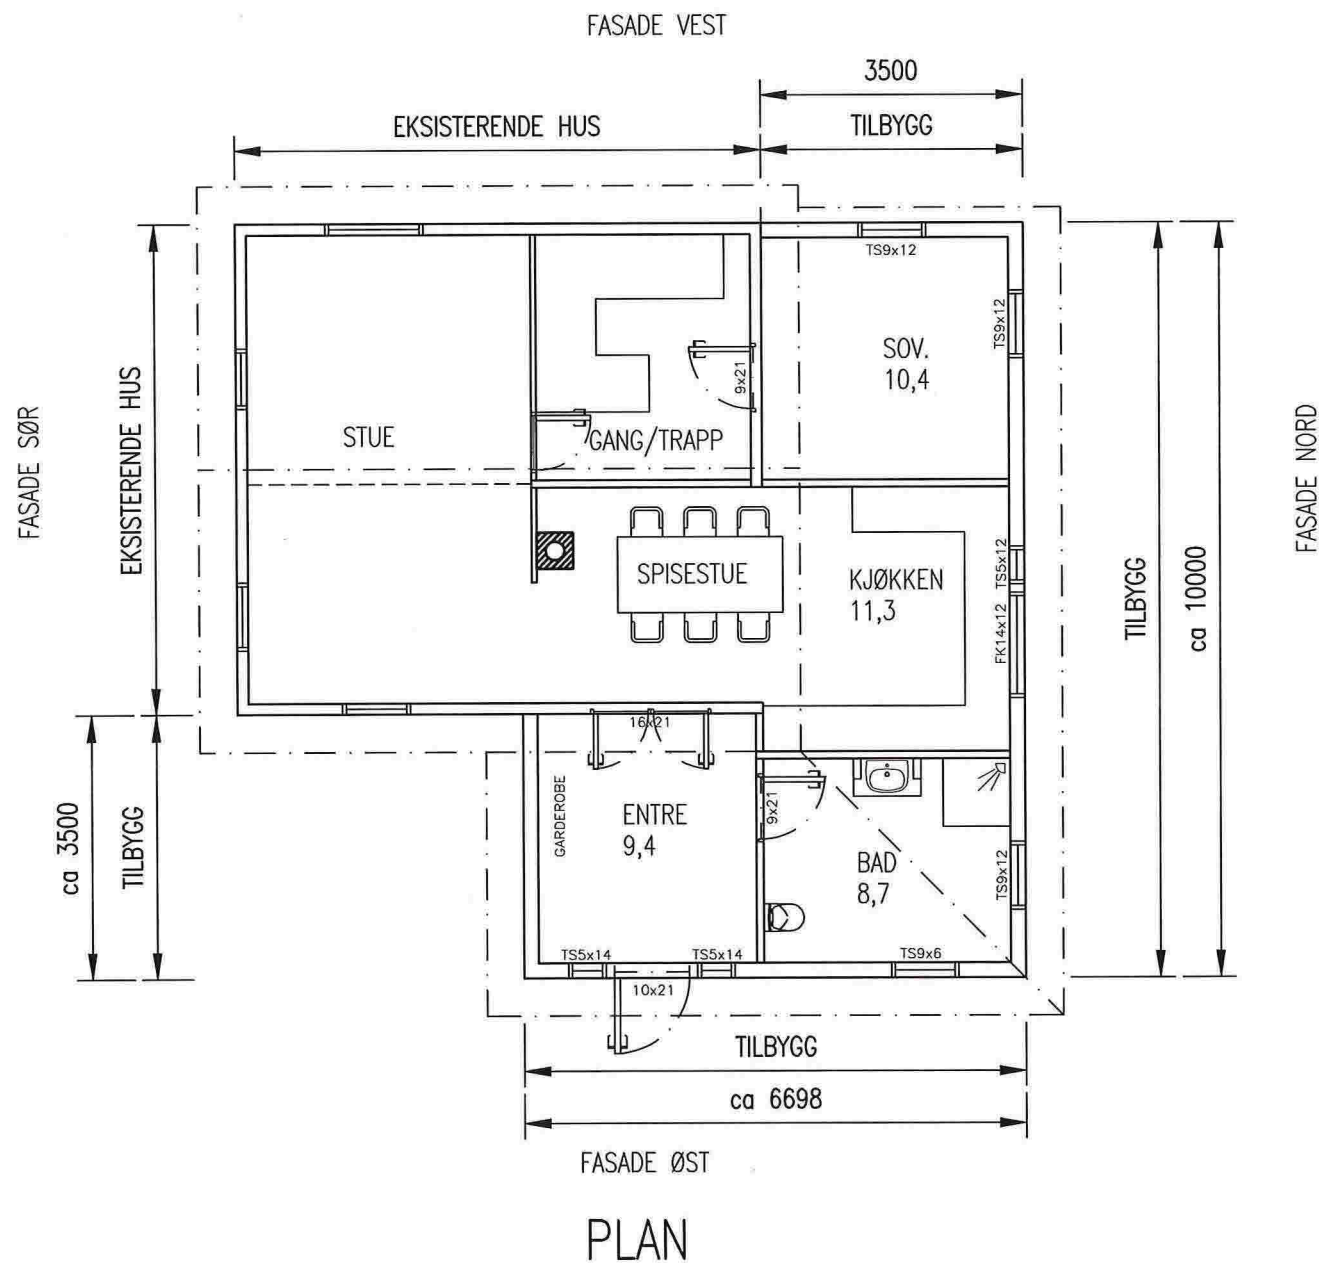 FASADE VEST
3500
EKSISTERENDE HUS
TILBYGG
TS9x12
TS9x12
SOV.
10,4
9x21
STUE
GANG/TRAPP
FASADE SØR
EKSISTERENDE HUS
FASADE NORD
SPISESTUE
KJØKKEN
11,3
TS5x12
FK14x12
TILBYGG
ca 10000
16x21
GARDEROBE
ENTRE
9,4
9x21
BAD
8,7
TS9x12
ca 3500
TILBYGG
TS5x14
TS5x14
TS9x6
10x21
TILBYGG
ca 6698
FASADE ØST
PLAN